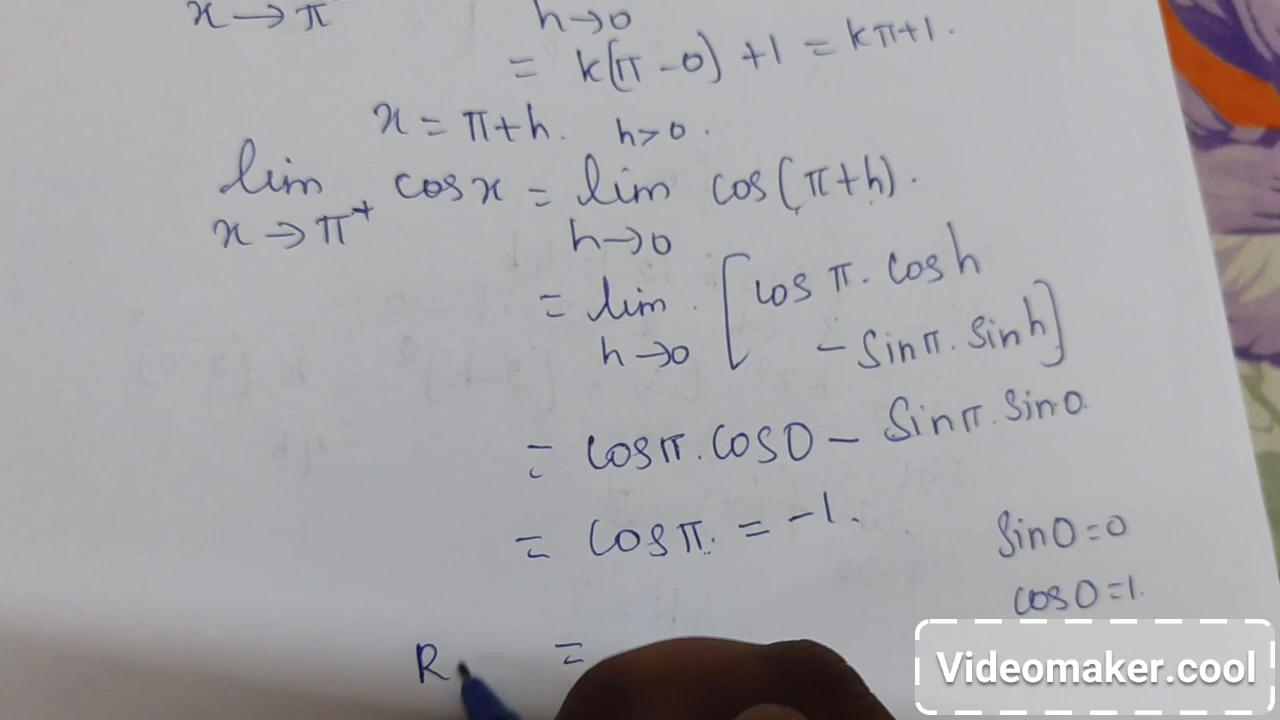 x → π h → 0
= k(π - 0) + 1 = kπ+1.
x = π+h. h > 0.
lim cos x = lim cos(π+h).
x → π⁺ h → 0
= lim [cos π. cos h
h → 0 - sin π. sin h]
= cos π. cos 0 - sin π. sin 0.
= cos π. = -1.
sin 0 = 0
cos 0 = 1.
R =
Videomaker.cool